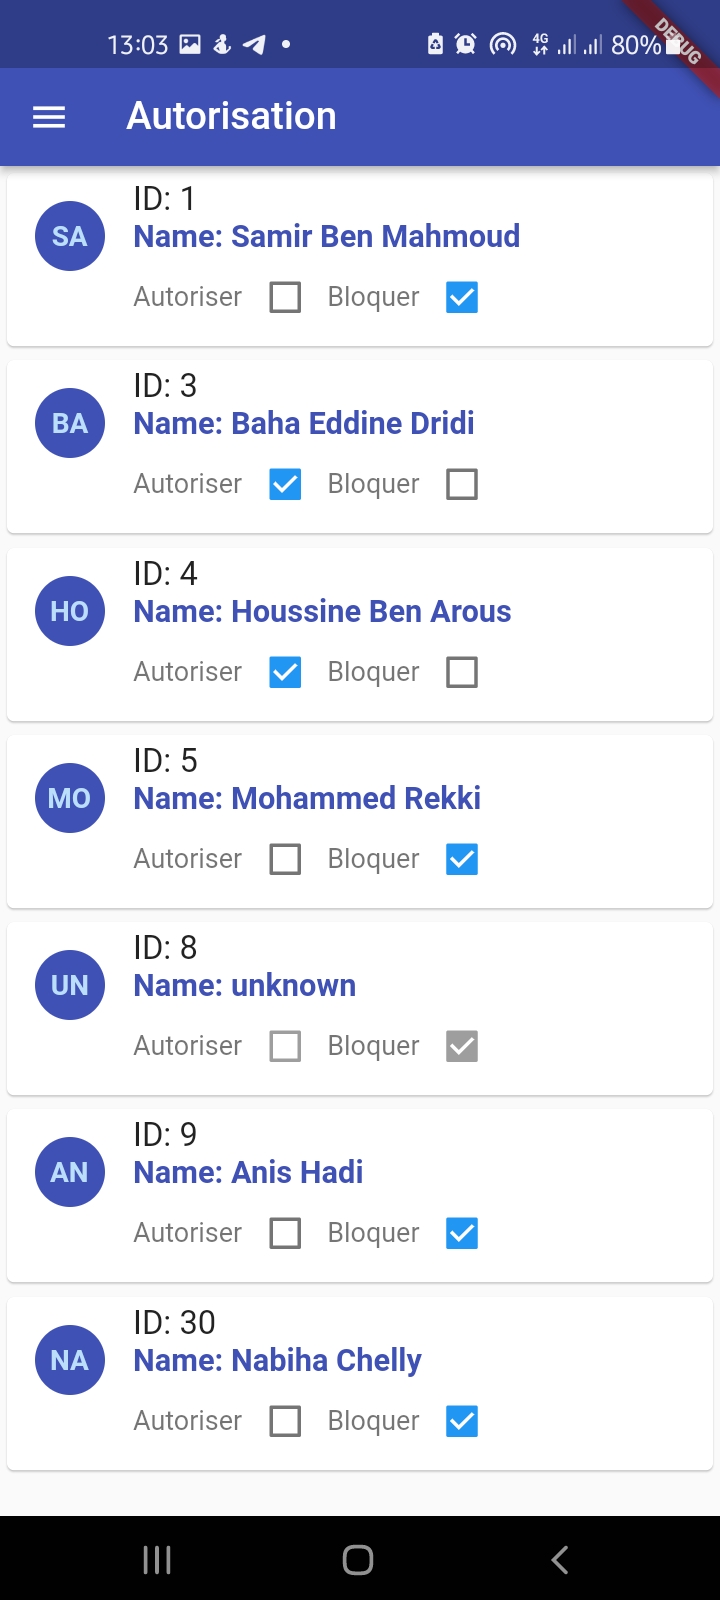 13:03 4G 80%
DEBUG
Autorisation
ID: 1
SA
Name: Samir Ben Mahmoud
Autoriser Bloquer
ID: 3
BA
Name: Baha Eddine Dridi
Autoriser Bloquer
ID: 4
HO
Name: Houssine Ben Arous
Autoriser Bloquer
ID: 5
MO
Name: Mohammed Rekki
Autoriser Bloquer
ID: 8
UN
Name: unknown
Autoriser Bloquer
ID: 9
AN
Name: Anis Hadi
Autoriser Bloquer
ID: 30
NA
Name: Nabiha Chelly
Autoriser Bloquer